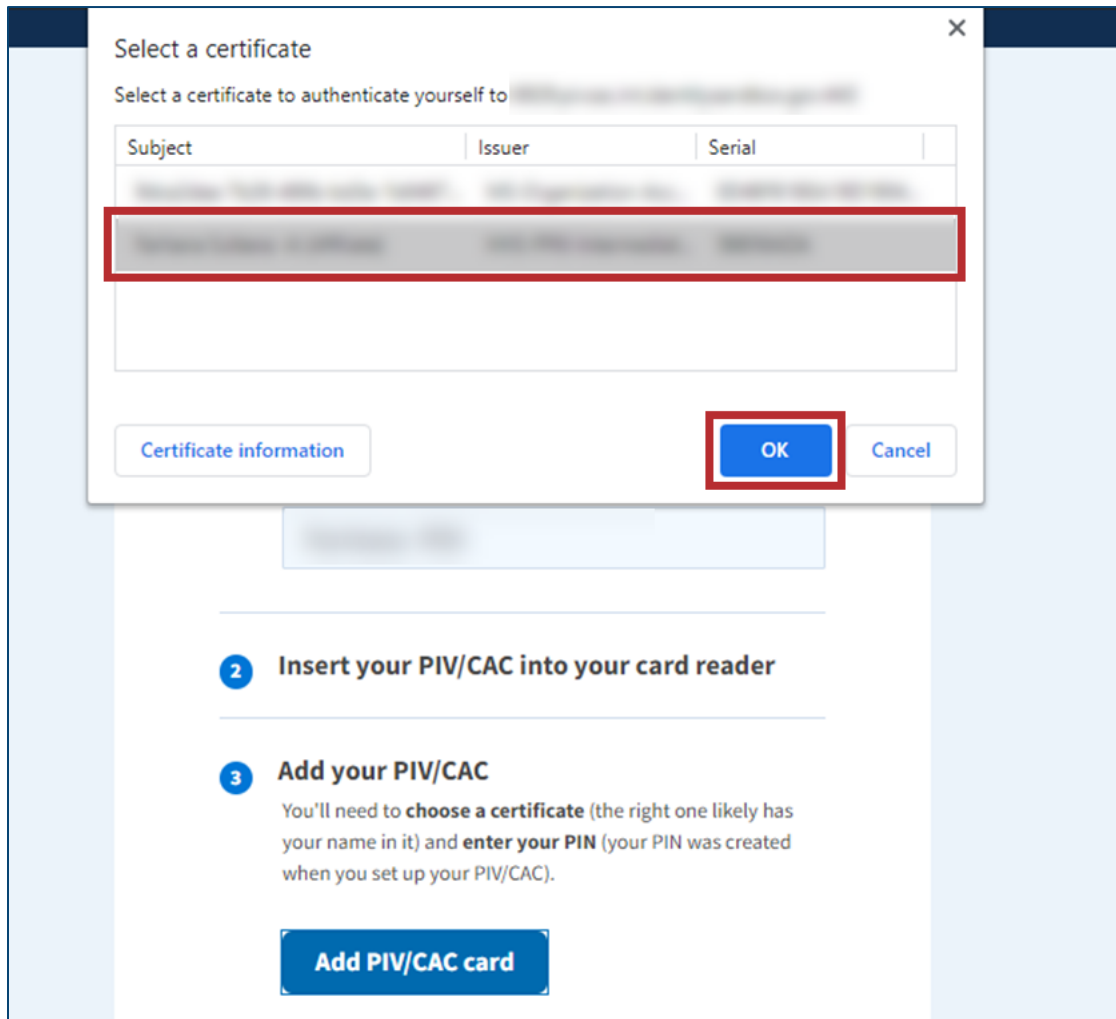 Select a certificate
Select a certificate to authenticate yourself to
Subject Issuer Serial
Certificate information OK Cancel
2 Insert your PIV/CAC into your card reader
3 Add your PIV/CAC
You'll need to choose a certificate (the right one likely has
your name in it) and enter your PIN (your PIN was created
when you set up your PIV/CAC).
Add PIV/CAC card